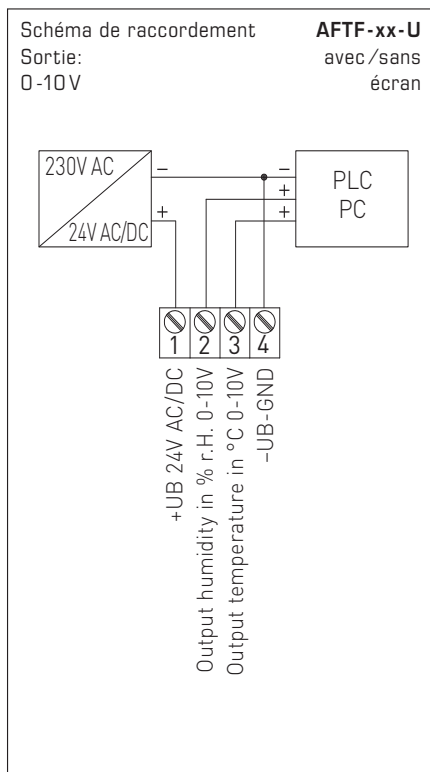 Schéma de raccordement AFTF-xx-U
Sortie: avec/sans
0-10V écran
230V AC
24V AC/DC
–
+
–
+
+
PLC
PC
1 2 3 4
+UB 24V AC/DC
Output humidity in % r.H. 0-10V
Output temperature in °C 0-10V
–UB-GND